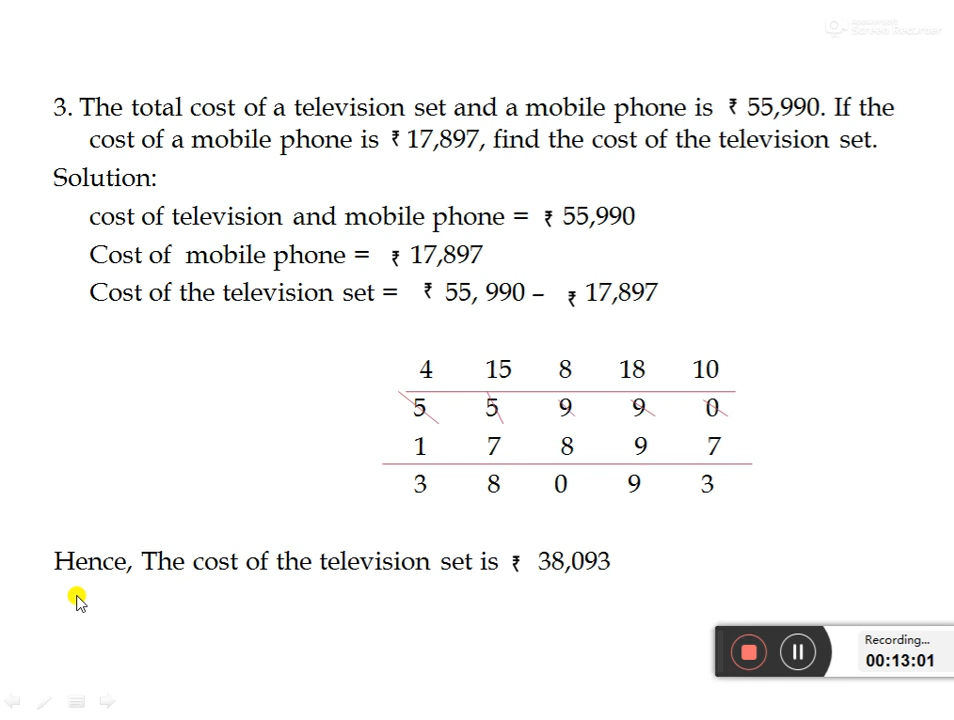 Apowersoft
Screen Recorder
3. The total cost of a television set and a mobile phone is ₹ 55,990. If the
cost of a mobile phone is ₹ 17,897, find the cost of the television set.
Solution:
cost of television and mobile phone = ₹ 55,990
Cost of mobile phone = ₹ 17,897
Cost of the television set = ₹ 55, 990 – ₹ 17,897
4 15 8 18 10
5 5 9 9 0
1 7 8 9 7
3 8 0 9 3
Hence, The cost of the television set is ₹ 38,093
Recording...
00:13:01